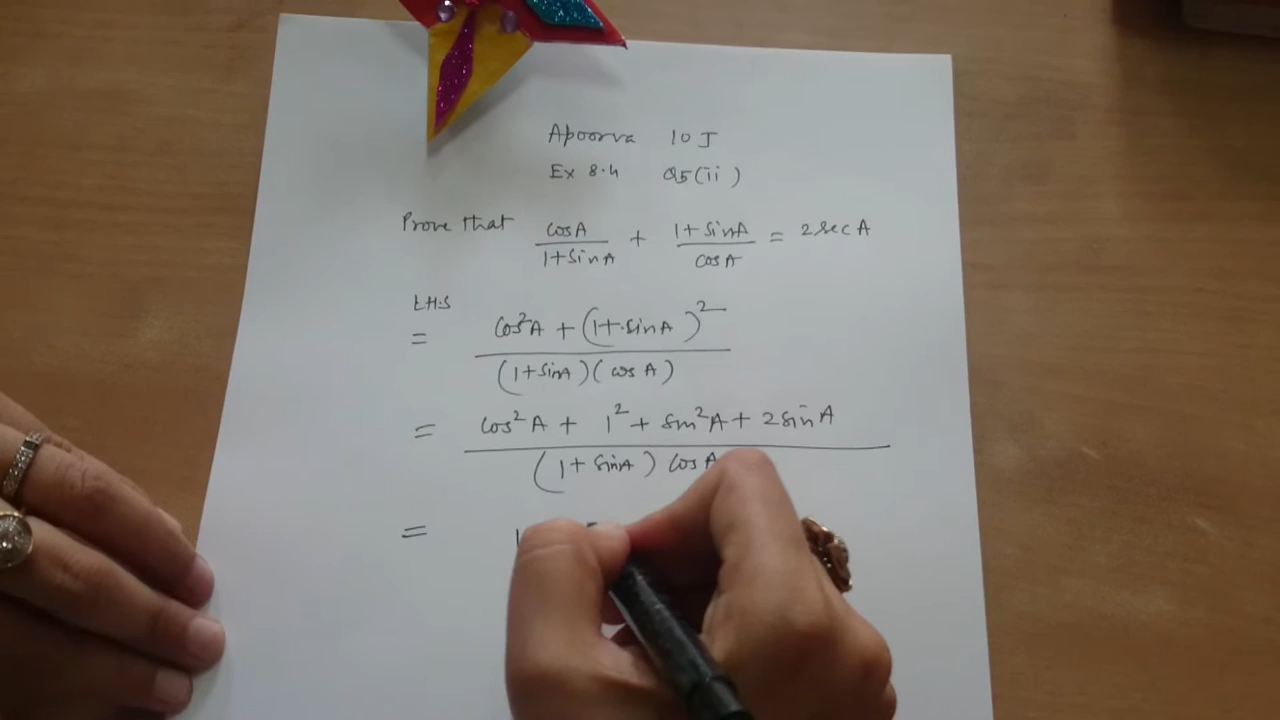 Apoorva 10 J
Ex 8.4 Q5(ii)
Prove that cosA/(1+sinA) + (1+sinA)/cosA = 2secA
LHS
= (cos²A + (1+sinA)²)/((1+sinA)(cosA))
= (cos²A + 1² + sin²A + 2sinA)/((1+sinA) cosA
= 1